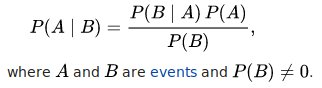 P(A | B) = P(B | A) P(A) / P(B),
where A and B are events and P(B) ≠ 0.